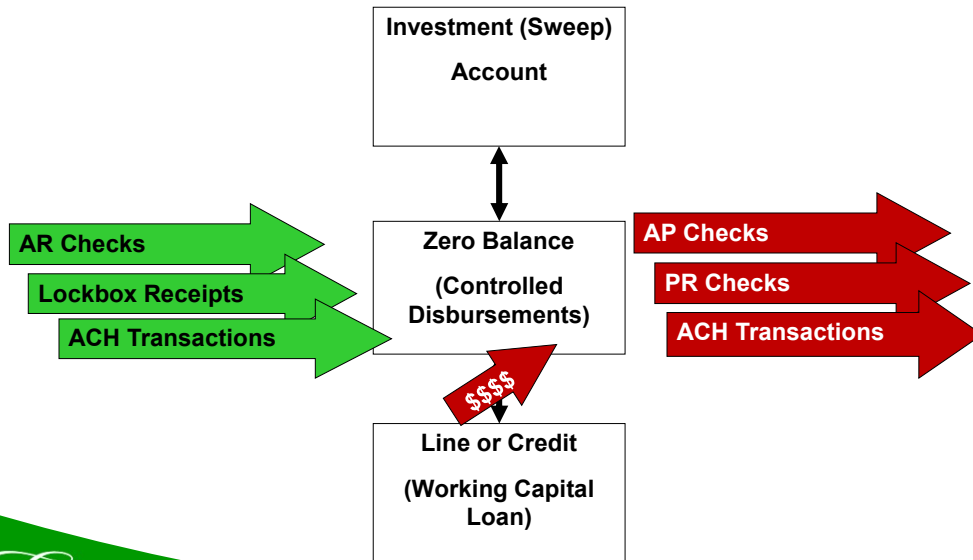 Investment (Sweep)
Account
AR Checks
Lockbox Receipts
ACH Transactions
Zero Balance
(Controlled
Disbursements)
AP Checks
PR Checks
ACH Transactions
$$$$
Line or Credit
(Working Capital
Loan)